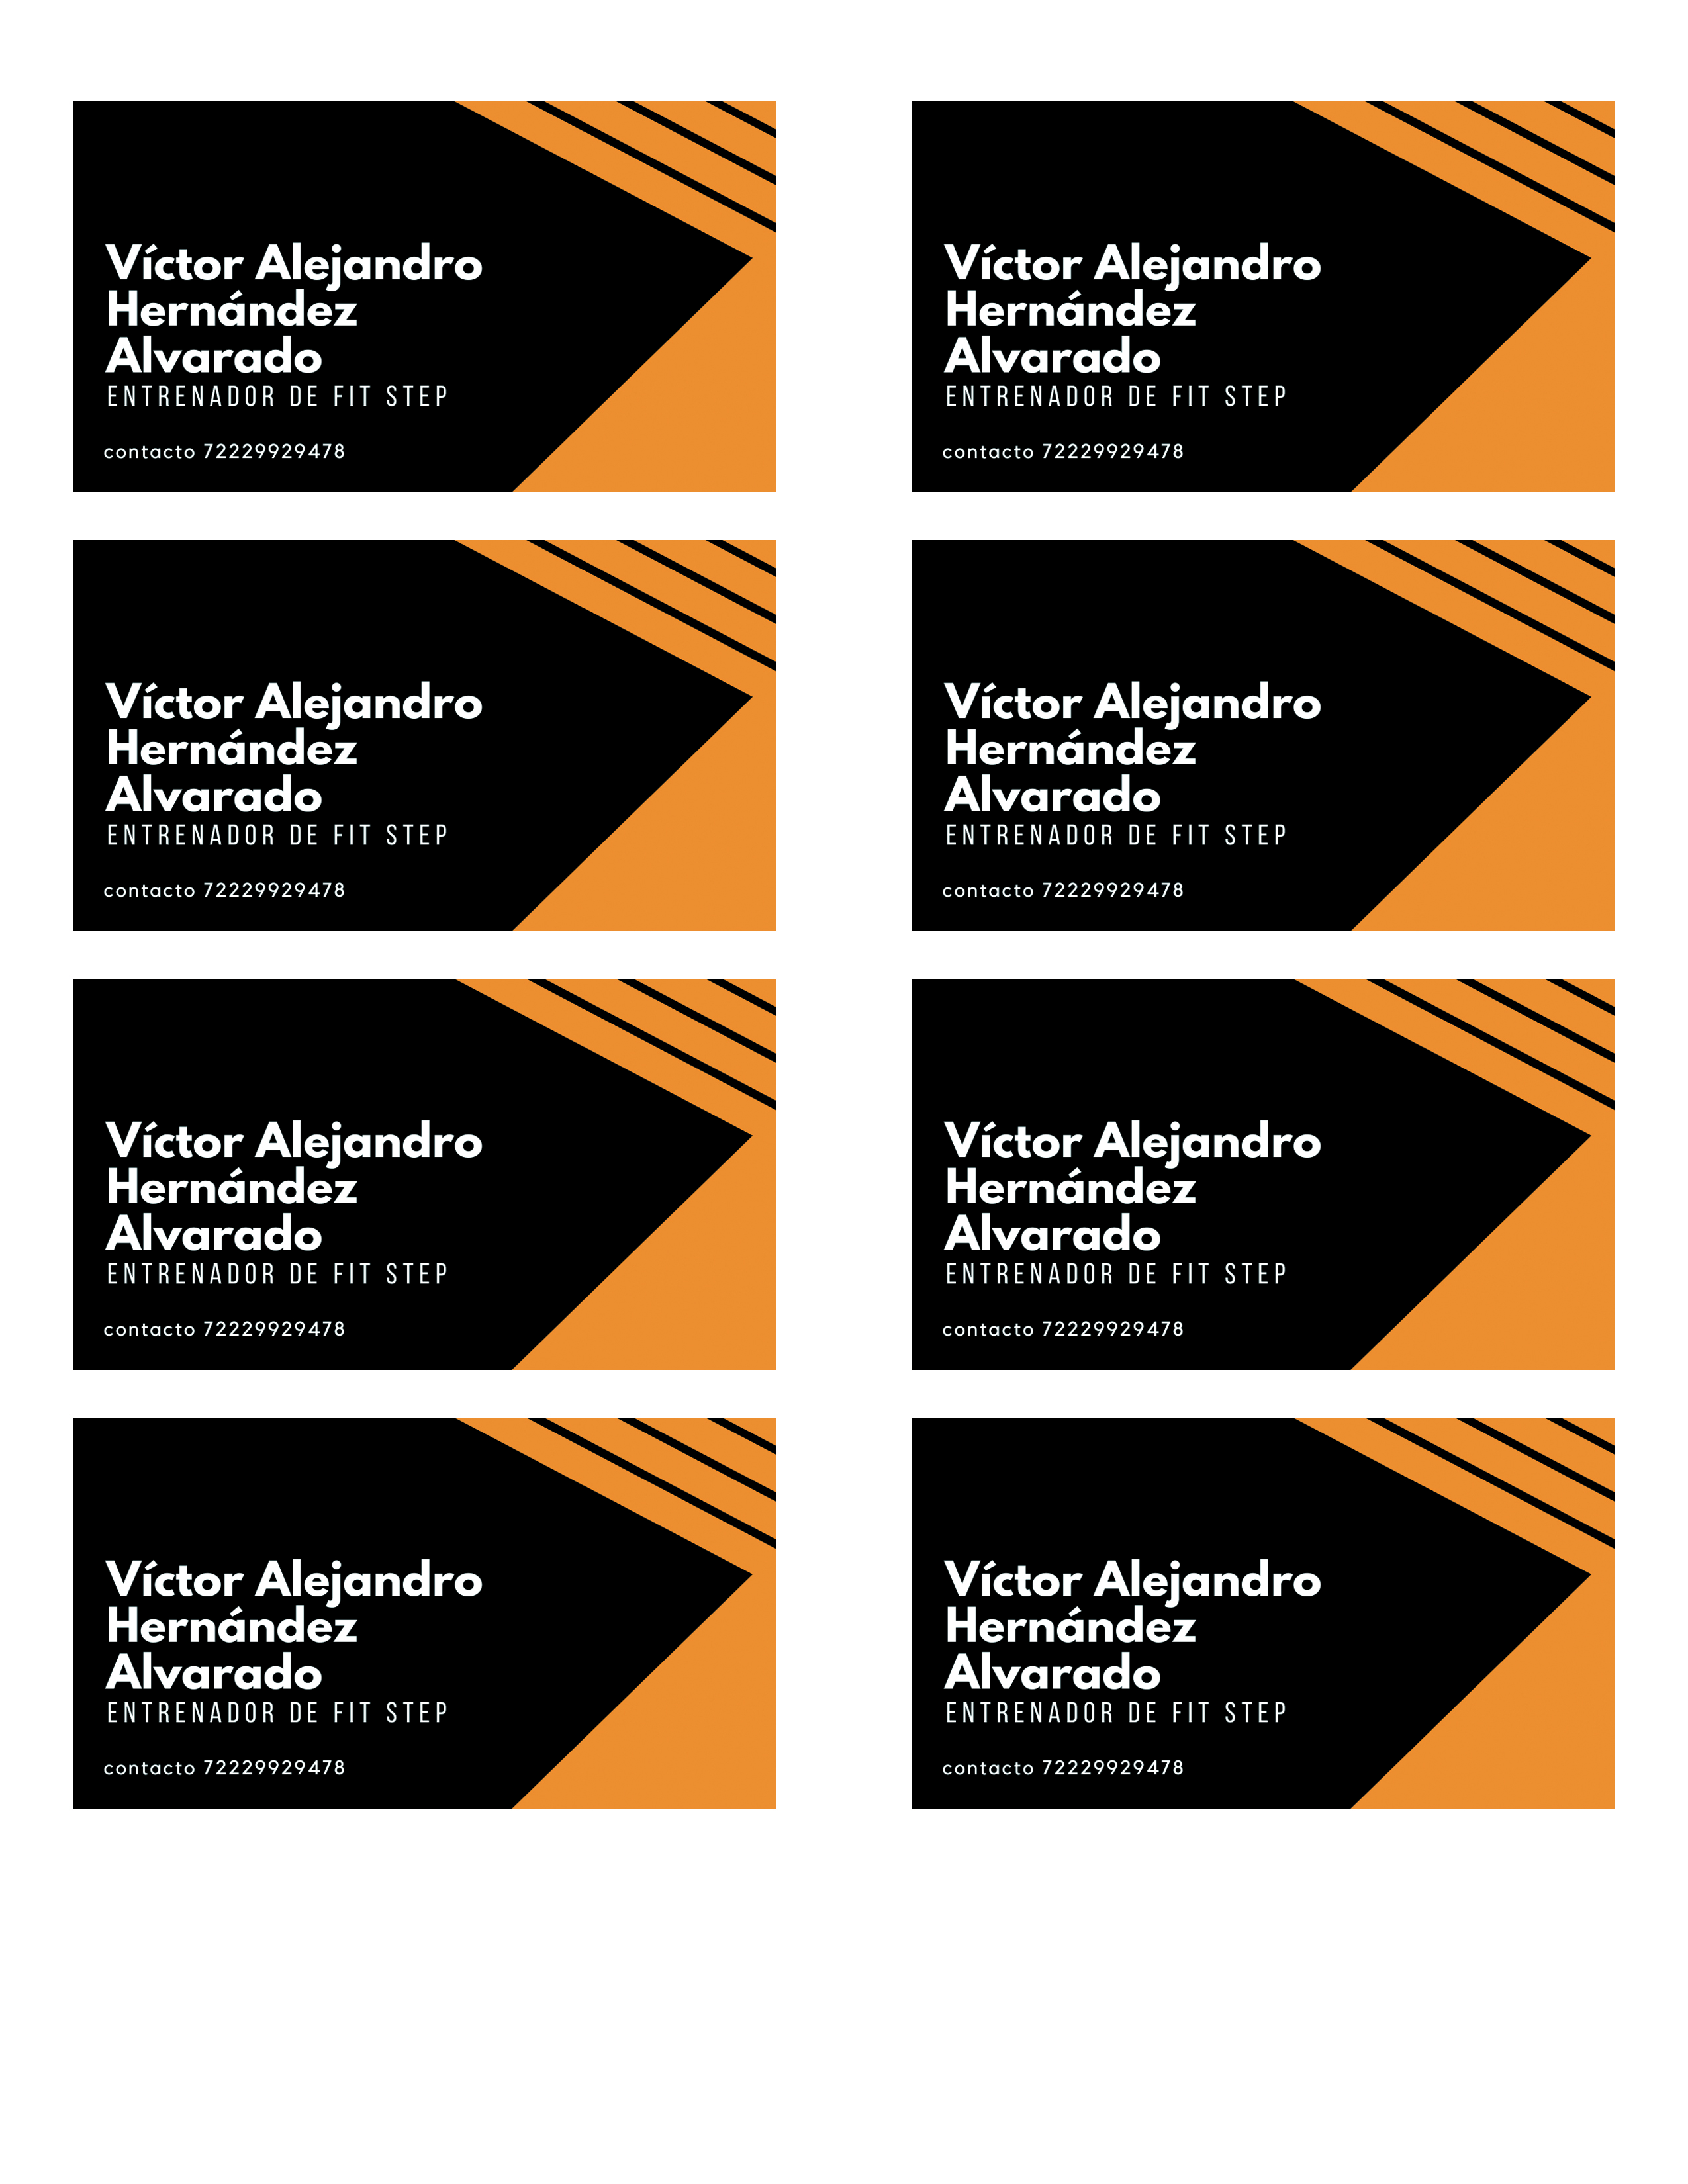 Víctor Alejandro
Hernández
Alvarado
ENTRENADOR DE FIT STEP
contacto 72229929478
Víctor Alejandro
Hernández
Alvarado
ENTRENADOR DE FIT STEP
contacto 72229929478
Víctor Alejandro
Hernández
Alvarado
ENTRENADOR DE FIT STEP
contacto 72229929478
Víctor Alejandro
Hernández
Alvarado
ENTRENADOR DE FIT STEP
contacto 72229929478
Víctor Alejandro
Hernández
Alvarado
ENTRENADOR DE FIT STEP
contacto 72229929478
Víctor Alejandro
Hernández
Alvarado
ENTRENADOR DE FIT STEP
contacto 72229929478
Víctor Alejandro
Hernández
Alvarado
ENTRENADOR DE FIT STEP
contacto 72229929478
Víctor Alejandro
Hernández
Alvarado
ENTRENADOR DE FIT STEP
contacto 72229929478